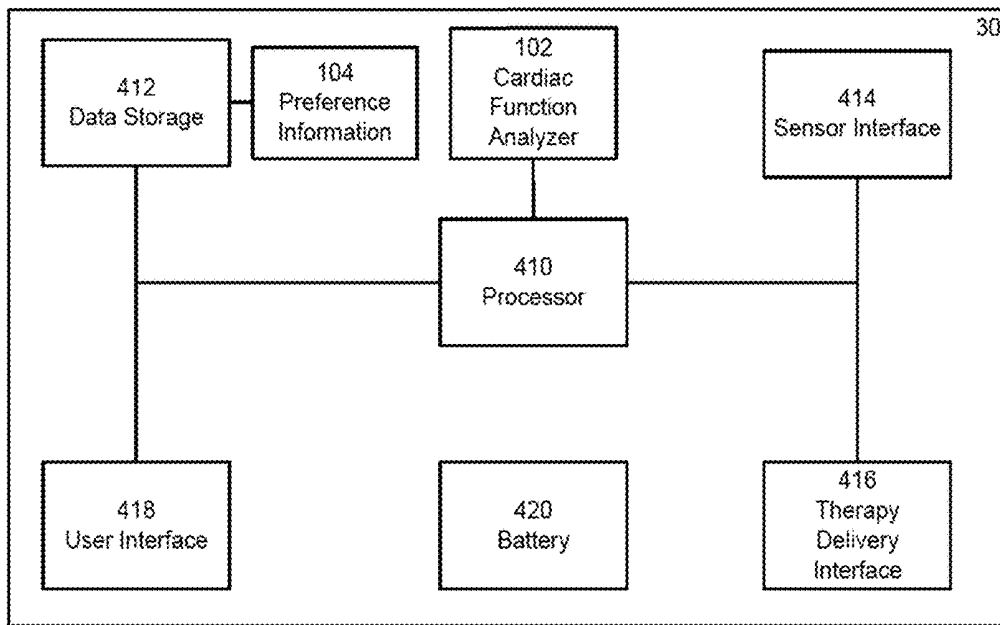 30
412
Data Storage
104
Preference
Information
102
Cardiac
Function
Analyzer
414
Sensor Interface
410
Processor
418
User Interface
420
Battery
416
Therapy
Delivery
Interface